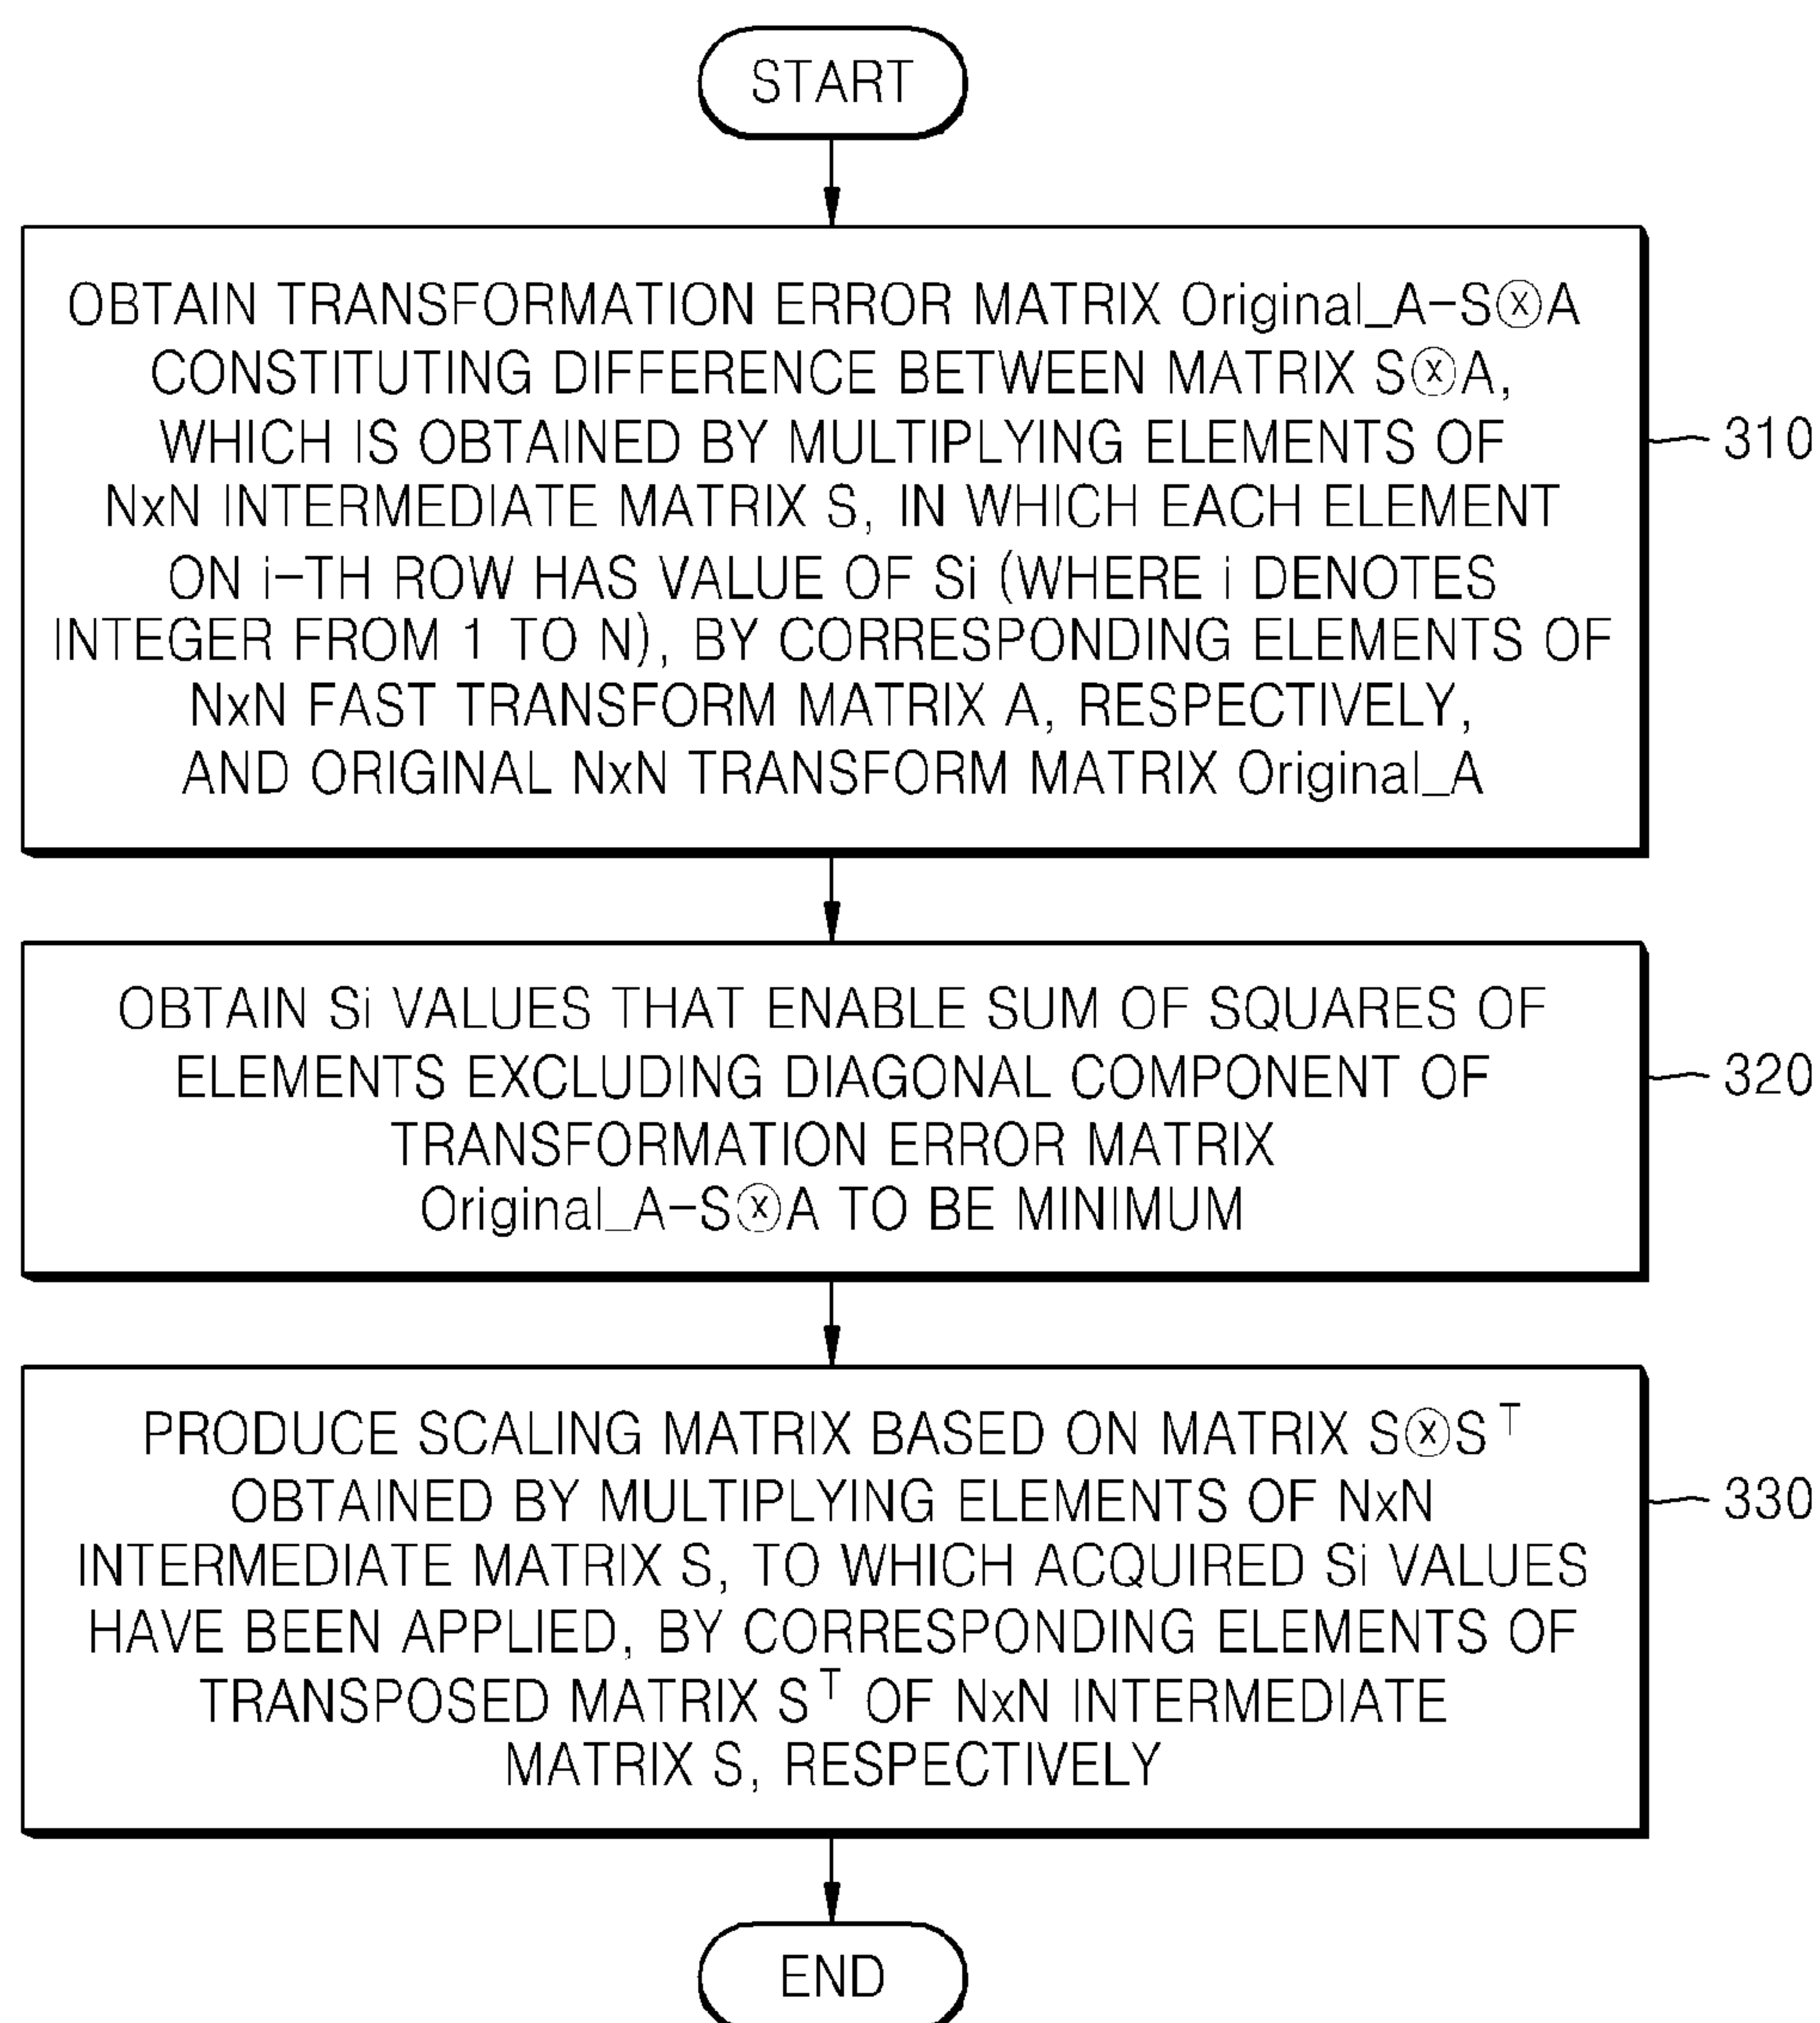 START
OBTAIN TRANSFORMATION ERROR MATRIX Original_A-SⓧA
CONSTITUTING DIFFERENCE BETWEEN MATRIX SⓧA,
WHICH IS OBTAINED BY MULTIPLYING ELEMENTS OF
NxN INTERMEDIATE MATRIX S, IN WHICH EACH ELEMENT
ON i-TH ROW HAS VALUE OF Si (WHERE i DENOTES
INTEGER FROM 1 TO N), BY CORRESPONDING ELEMENTS OF
NxN FAST TRANSFORM MATRIX A, RESPECTIVELY,
AND ORIGINAL NxN TRANSFORM MATRIX Original_A
310
OBTAIN Si VALUES THAT ENABLE SUM OF SQUARES OF
ELEMENTS EXCLUDING DIAGONAL COMPONENT OF
TRANSFORMATION ERROR MATRIX
Original_A-SⓧA TO BE MINIMUM
320
PRODUCE SCALING MATRIX BASED ON MATRIX SⓧSᵀ
OBTAINED BY MULTIPLYING ELEMENTS OF NxN
INTERMEDIATE MATRIX S, TO WHICH ACQUIRED Si VALUES
HAVE BEEN APPLIED, BY CORRESPONDING ELEMENTS OF
TRANSPOSED MATRIX Sᵀ OF NxN INTERMEDIATE
MATRIX S, RESPECTIVELY
330
END